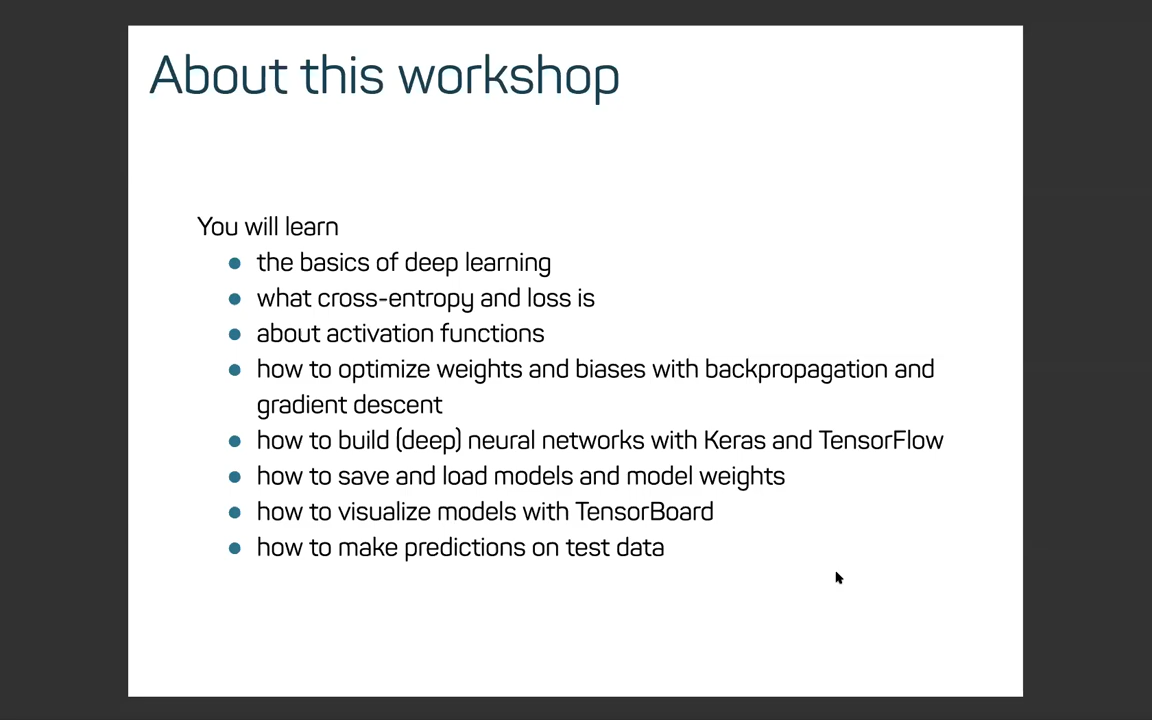 About this workshop
You will learn
● the basics of deep learning
● what cross-entropy and loss is
● about activation functions
● how to optimize weights and biases with backpropagation and
gradient descent
● how to build (deep) neural networks with Keras and TensorFlow
● how to save and load models and model weights
● how to visualize models with TensorBoard
● how to make predictions on test data